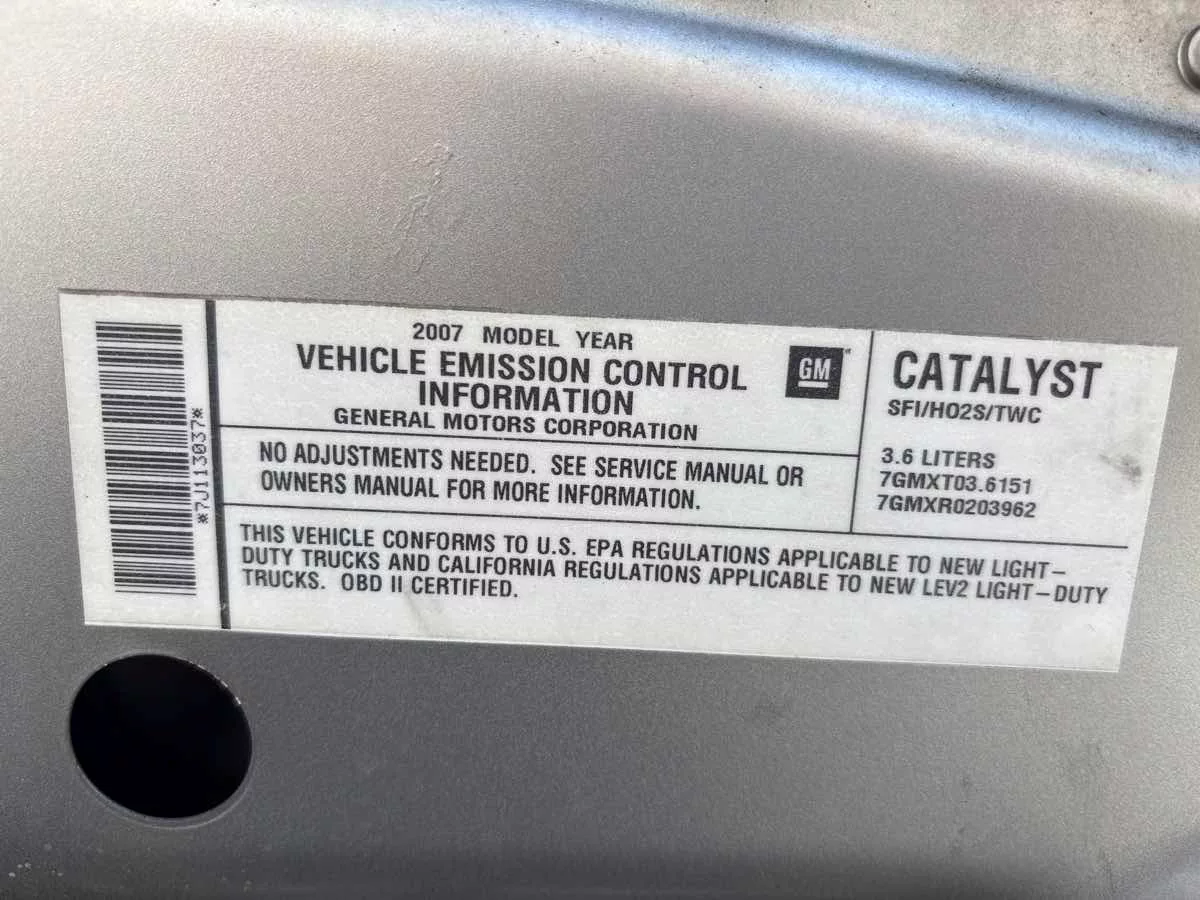 *7J113037*
2007 MODEL YEAR
VEHICLE EMISSION CONTROL
INFORMATION
GENERAL MOTORS CORPORATION
GM
NO ADJUSTMENTS NEEDED. SEE SERVICE MANUAL OR
OWNERS MANUAL FOR MORE INFORMATION.
CATALYST
SFI/HO2S/TWC
3.6 LITERS
7GMXT03.6151
7GMXR0203962
THIS VEHICLE CONFORMS TO U.S. EPA REGULATIONS APPLICABLE TO NEW LIGHT-
DUTY TRUCKS AND CALIFORNIA REGULATIONS APPLICABLE TO NEW LEV2 LIGHT-DUTY
TRUCKS. OBD II CERTIFIED.